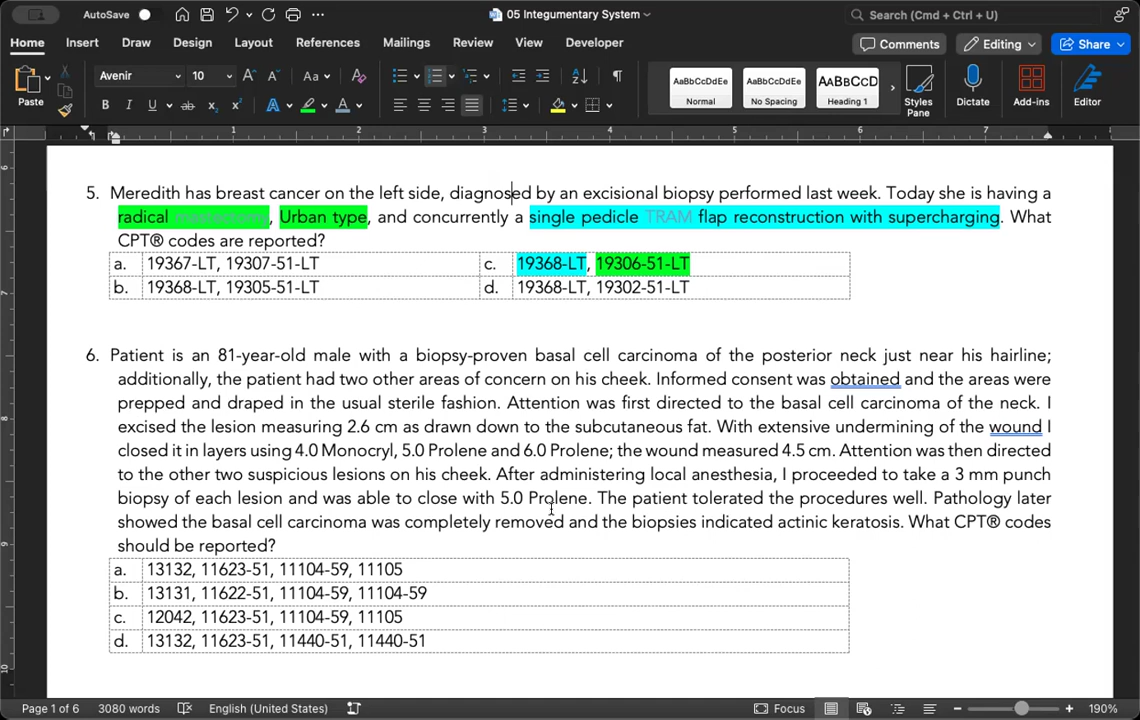 AutoSave
05 Integumentary System
Search (Cmd + Ctrl + U)
Home Insert Draw Design Layout References Mailings Review View Developer
Comments Editing Share
Paste
Avenir 10
AaBbCcDdEe AaBbCcDdEe AaBbCcD
Normal No Spacing Heading 1
Styles Pane
Dictate
Add-ins
Editor
1 2 3 4 5 6 7
5. Meredith has breast cancer on the left side, diagnosed by an excisional biopsy performed last week. Today she is having a
radical mastectomy, Urban type, and concurrently a single pedicle TRAM flap reconstruction with supercharging. What
CPT® codes are reported?
a. 19367-LT, 19307-51-LT c. 19368-LT, 19306-51-LT
b. 19368-LT, 19305-51-LT d. 19368-LT, 19302-51-LT
6. Patient is an 81-year-old male with a biopsy-proven basal cell carcinoma of the posterior neck just near his hairline;
additionally, the patient had two other areas of concern on his cheek. Informed consent was obtained and the areas were
prepped and draped in the usual sterile fashion. Attention was first directed to the basal cell carcinoma of the neck. I
excised the lesion measuring 2.6 cm as drawn down to the subcutaneous fat. With extensive undermining of the wound I
closed it in layers using 4.0 Monocryl, 5.0 Prolene and 6.0 Prolene; the wound measured 4.5 cm. Attention was then directed
to the other two suspicious lesions on his cheek. After administering local anesthesia, I proceeded to take a 3 mm punch
biopsy of each lesion and was able to close with 5.0 Prolene. The patient tolerated the procedures well. Pathology later
showed the basal cell carcinoma was completely removed and the biopsies indicated actinic keratosis. What CPT® codes
should be reported?
a. 13132, 11623-51, 11104-59, 11105
b. 13131, 11622-51, 11104-59, 11104-59
c. 12042, 11623-51, 11104-59, 11105
d. 13132, 11623-51, 11440-51, 11440-51
Page 1 of 6 3080 words English (United States) Focus 190%